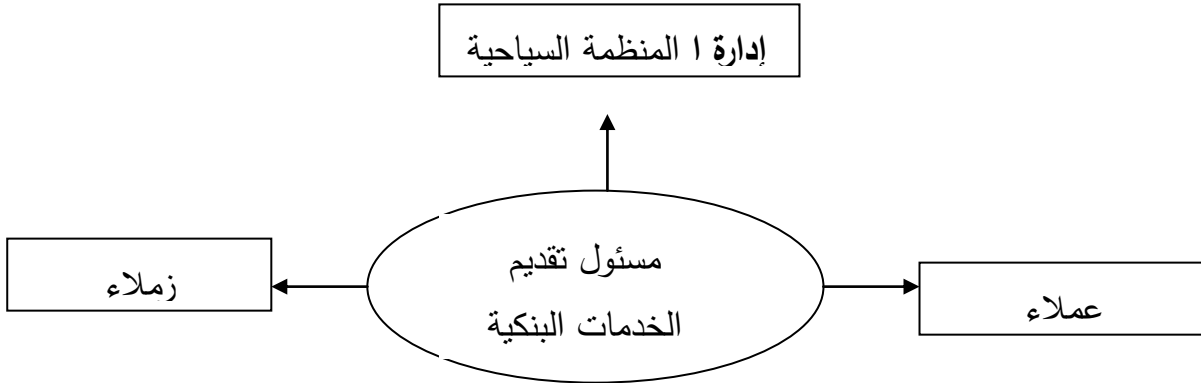 إدارة ا المنظمة السياحية
مسئول تقديم
الخدمات البنكية
عملاء
زملاء